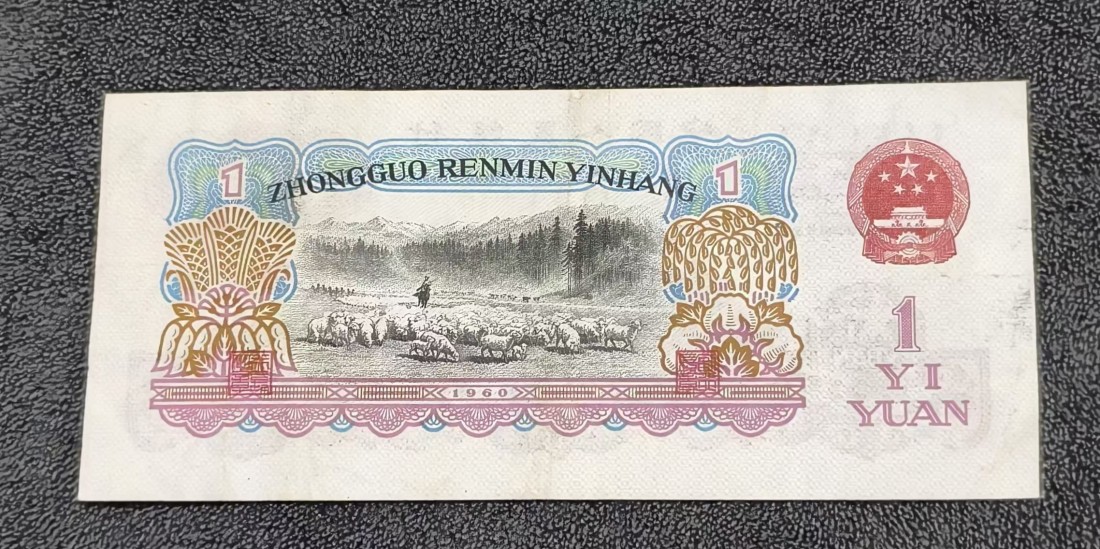 1 ZHONGGUO RENMIN YINHANG 1
1960
1
YI
YUAN